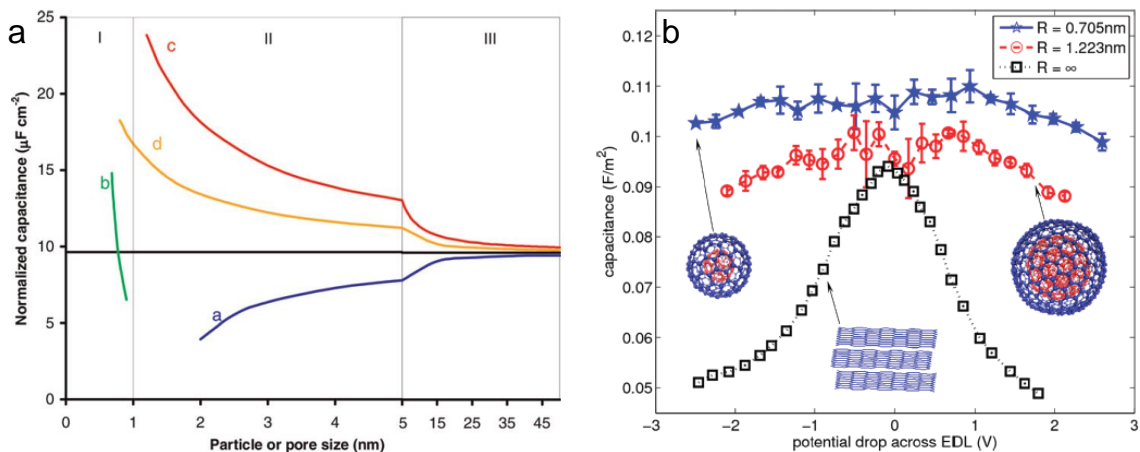 a
25
20
15
10
5
0
Normalized capacitance (µF cm⁻²)
I
II
III
c
d
b
a
0
1
2
3
4
5
15
25
35
45
Particle or pore size (nm)
b
R = 0.705nm
R = 1.223nm
R = ∞
0.12
0.11
0.1
0.09
0.08
0.07
0.06
0.05
capacitance (F/m²)
−3
−2
−1
0
1
2
3
potential drop across EDL (V)